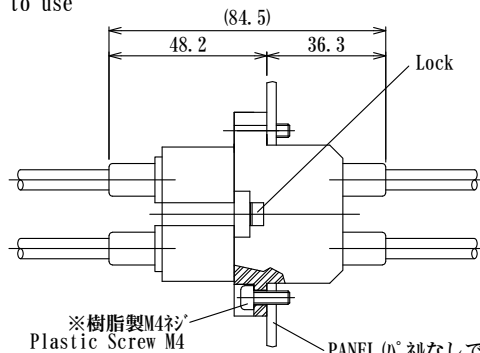 to use
(84.5)
48.2
36.3
Lock
※樹脂製M4ﾈｼﾞ
Plastic Screw M4
PANEL(ﾊﾟﾈﾙなしで